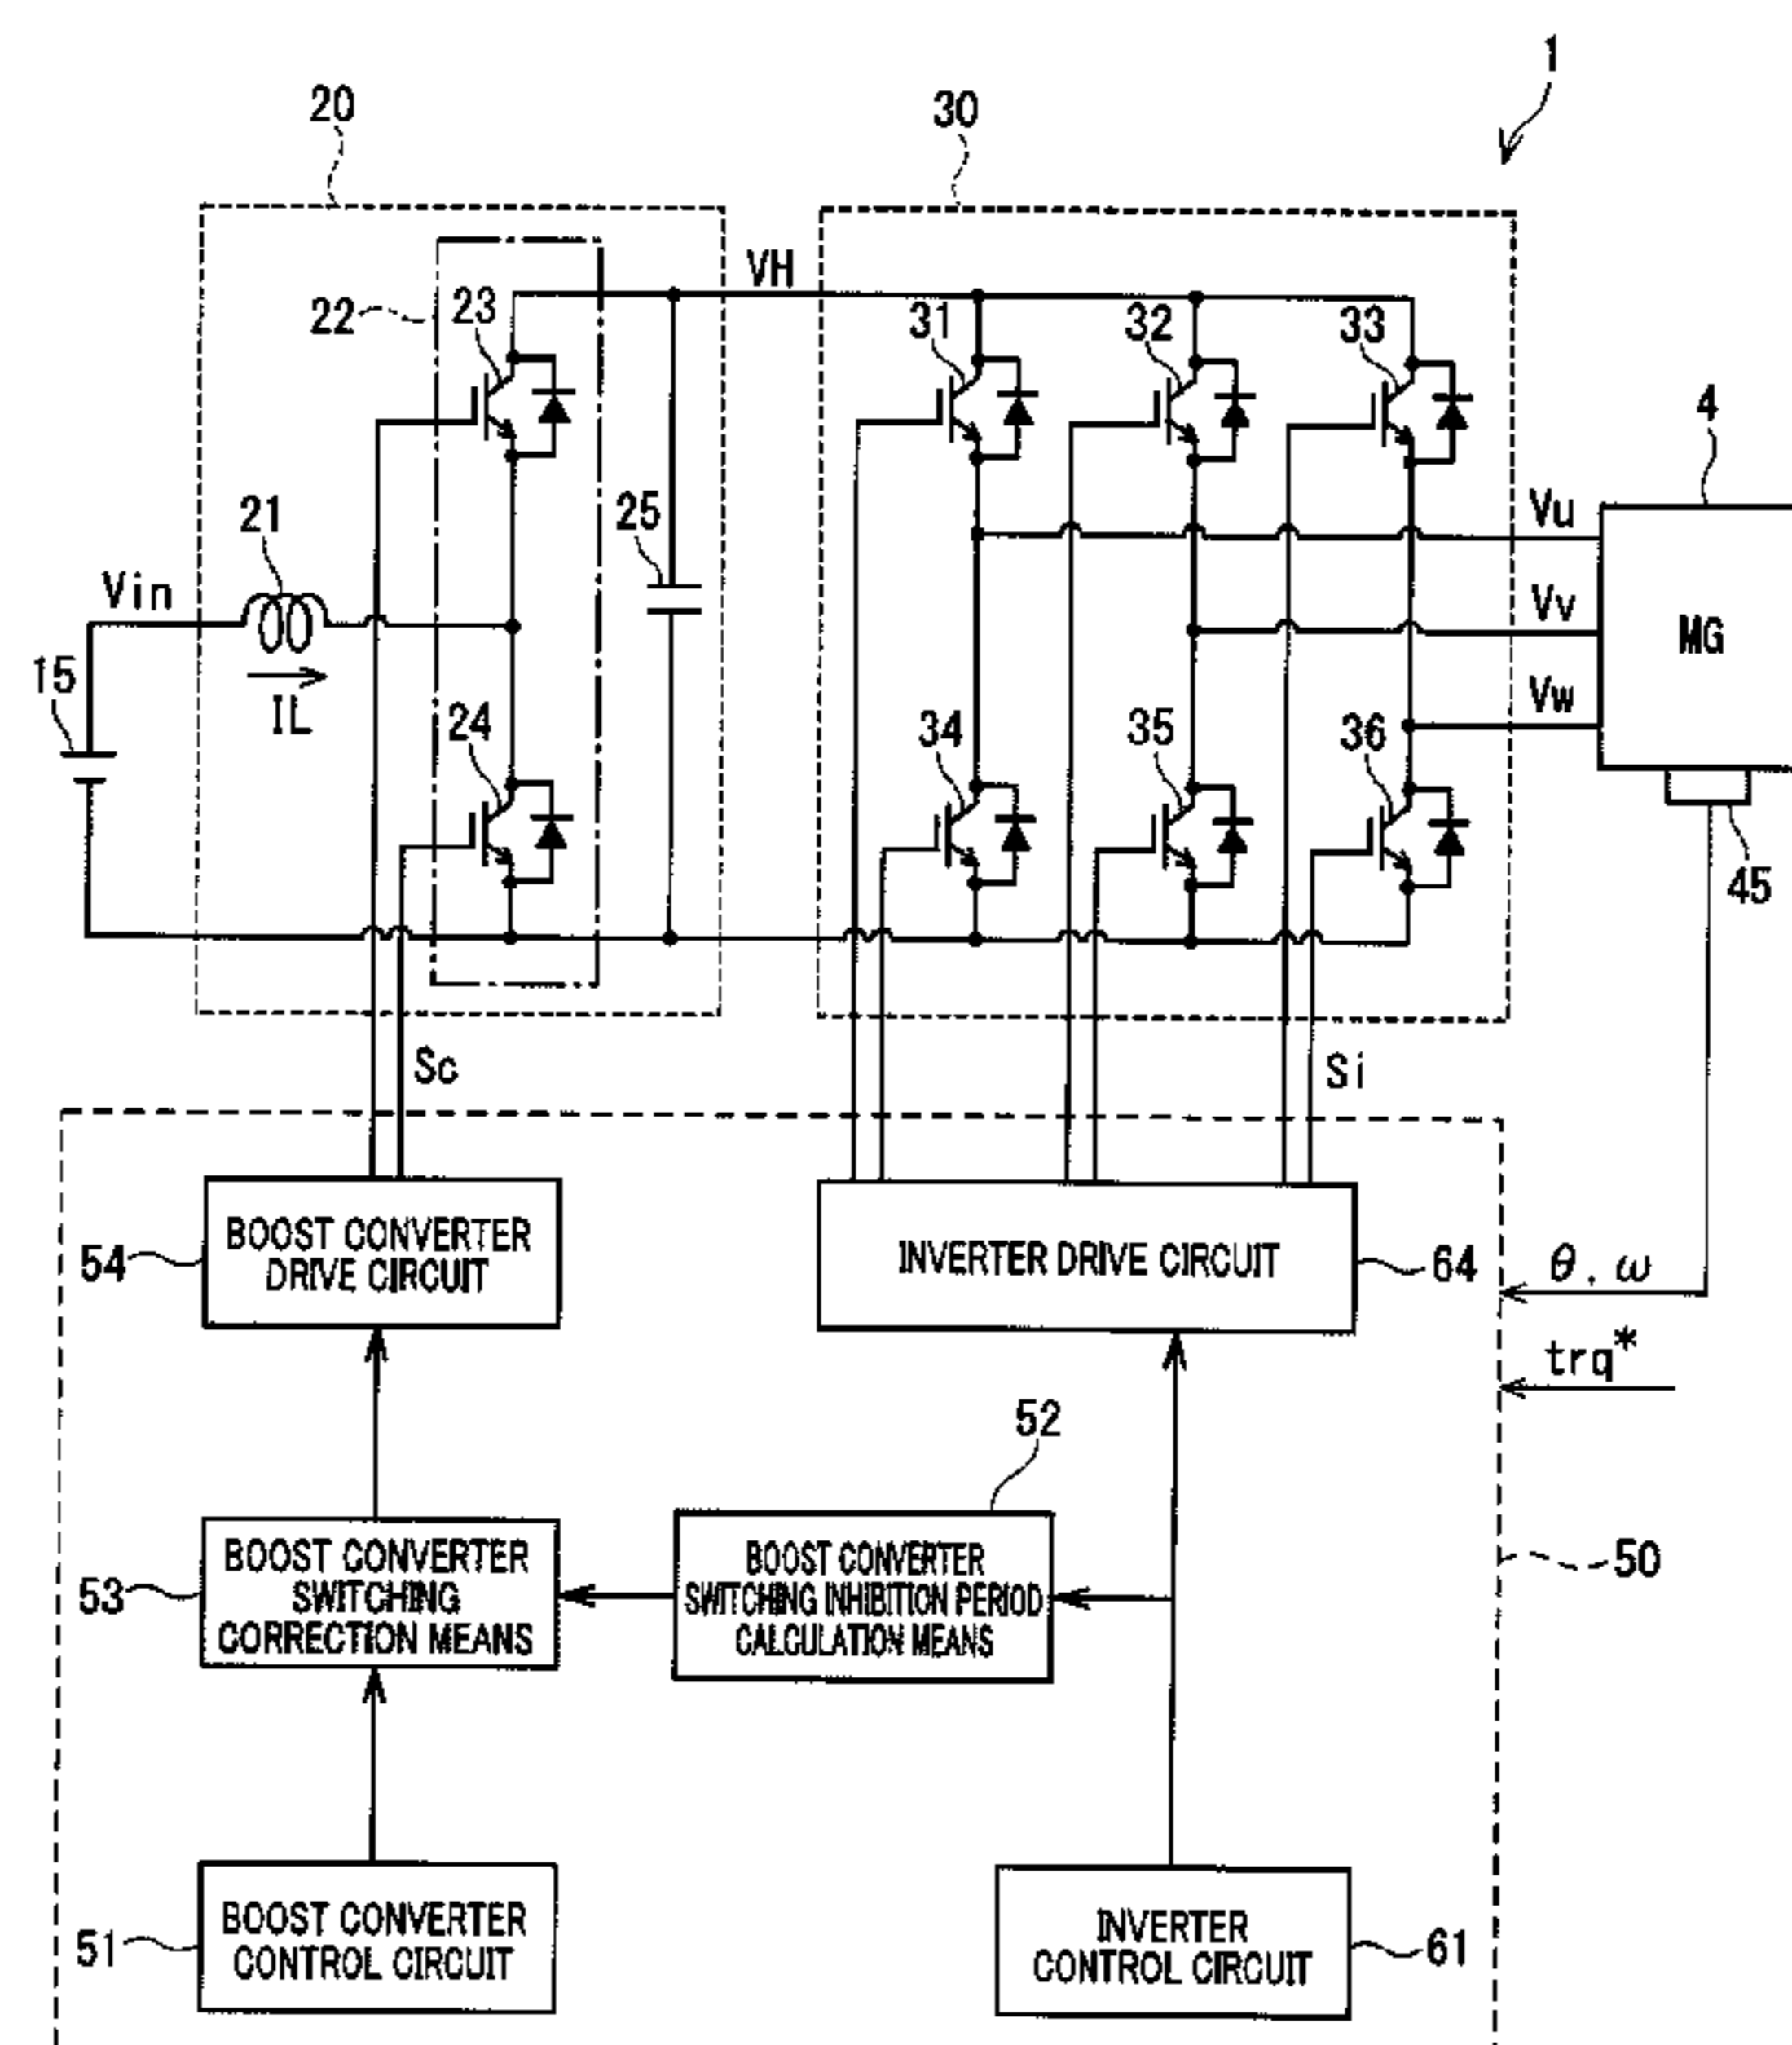 1
20
30
VH
22
23
31
32
33
4
21
25
Vu
Vin
Vv
MG
15
IL
24
34
35
36
Vw
45
Sc
Si
54
BOOST CONVERTER
DRIVE CIRCUIT
INVERTER DRIVE CIRCUIT
64
θ. ω
trq*
52
53
BOOST CONVERTER
SWITCHING
CORRECTION MEANS
BOOST CONVERTER
SWITCHING INHIBITION PERIOD
CALCULATION MEANS
50
51
BOOST CONVERTER
CONTROL CIRCUIT
INVERTER
CONTROL CIRCUIT
61